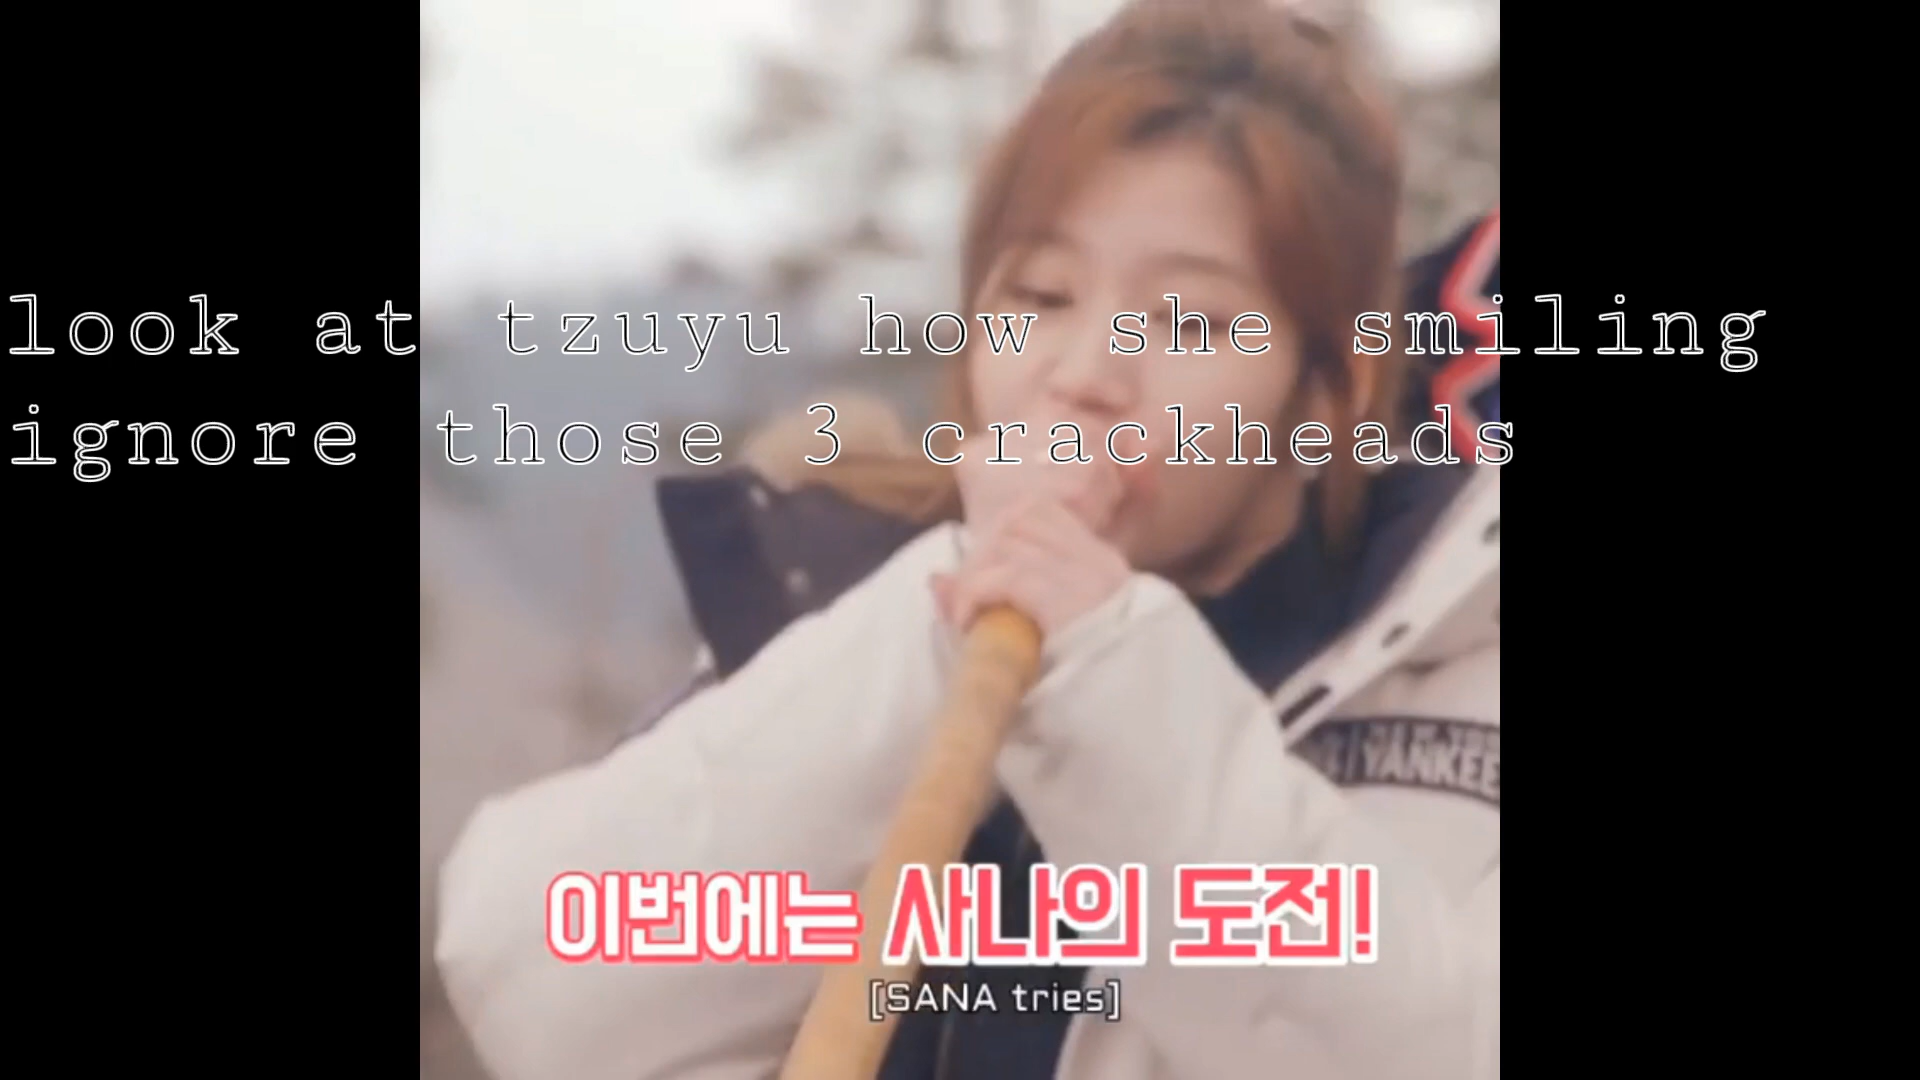 look at tzuyu how she smiling
ignore those 3 crackheads
YANKEE
이번에는 사나의 도전!
[SANA tries]